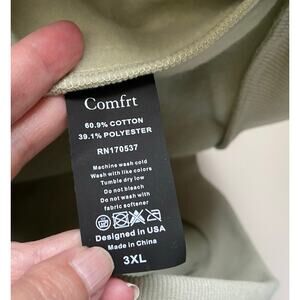 Comfrt
60.9% COTTON
39.1% POLYESTER
RN170537
Machine wash cold
Wash with like colors
Tumble dry low
Do not bleach
Do not wash with
fabric softener
Designed in USA
Made in China
3XL